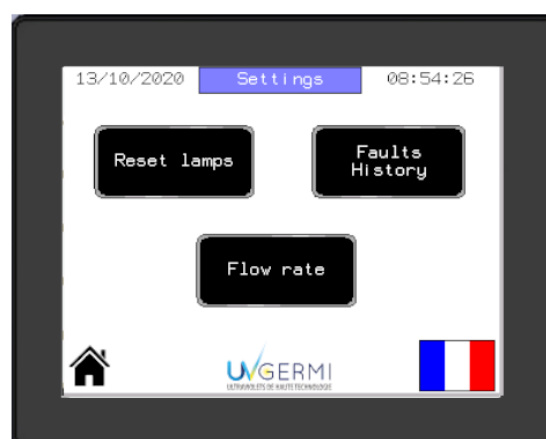 13/10/2020 Settings 08:54:26
Reset lamps
Faults
History
Flow rate
UVGERMI
ULTRAVIOLETS DE HAUTE TECHNOLOGIE